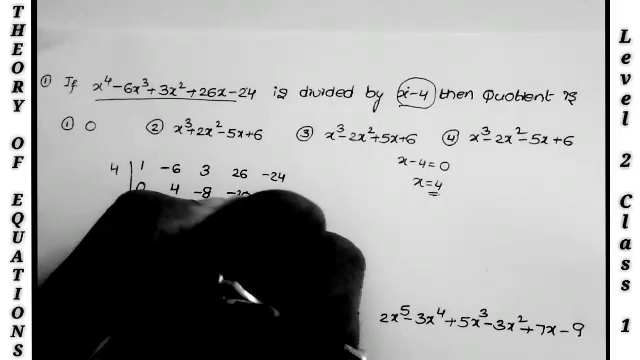 THEORY OF EQUATIONS
① If x⁴-6x³+3x²+26x-24 is divided by x-4 then Quotient is
① 0 ② x³+2x²-5x+6 ③ x³-2x²+5x+6 ④ x³-2x²-5x+6
x-4=0
x=4
4 | 1 -6 3 26 -24
0 4 -8
2x⁵-3x⁴+5x³-3x²+7x-9
Level 2 Class 1